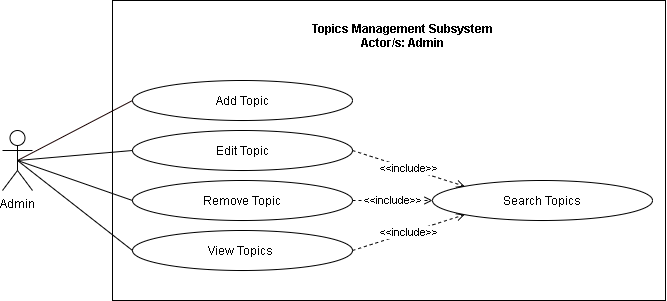 Topics Management Subsystem
Actor/s: Admin
Add Topic
Edit Topic
<<include>>
Remove Topic
<<include>>
Search Topics
Admin
View Topics
<<include>>